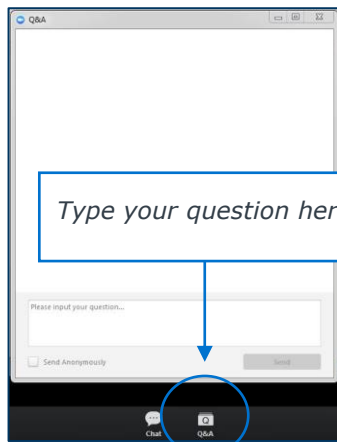 Q&A
Type your question her
Please input your question...
Send Anonymously
Send
Chat
Q&A